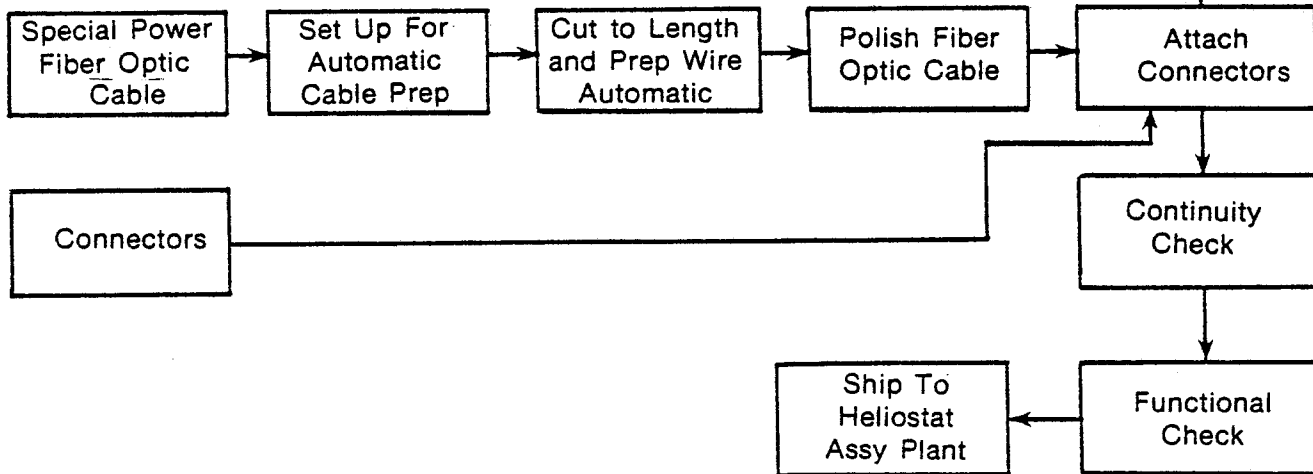 Special Power
Fiber Optic
Cable
Set Up For
Automatic
Cable Prep
Cut to Length
and Prep Wire
Automatic
Polish Fiber
Optic Cable
Attach
Connectors
Connectors
Continuity
Check
Functional
Check
Ship To
Heliostat
Assy Plant